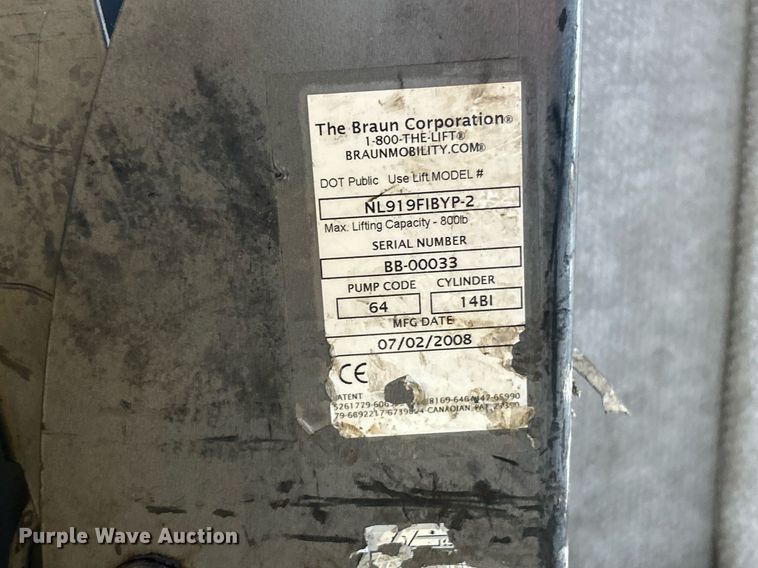 The Braun Corporation®
1-800-THE-LIFT®
BRAUNMOBILITY.COM®
DOT Public Use Lift MODEL #
NL919FIBYP-2
Max. Lifting Capacity - 800lb
SERIAL NUMBER
BB-00033
PUMP CODE CYLINDER
64 14BI
MFG DATE
07/02/2008
CE
CANADIAN PAT.
Purple Wave Auction